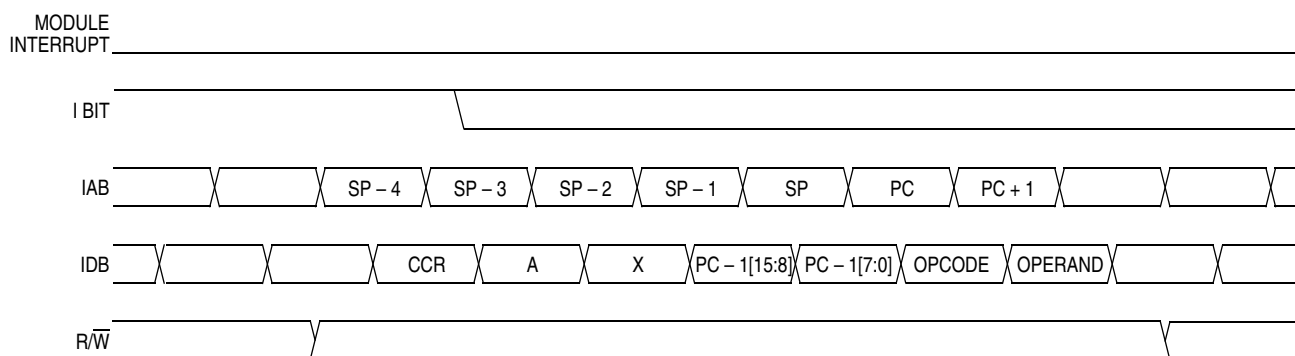 MODULE
INTERRUPT
I BIT
IAB SP – 4 SP – 3 SP – 2 SP – 1 SP PC PC + 1
IDB CCR A X PC – 1[15:8] PC – 1[7:0] OPCODE OPERAND
R/W̅